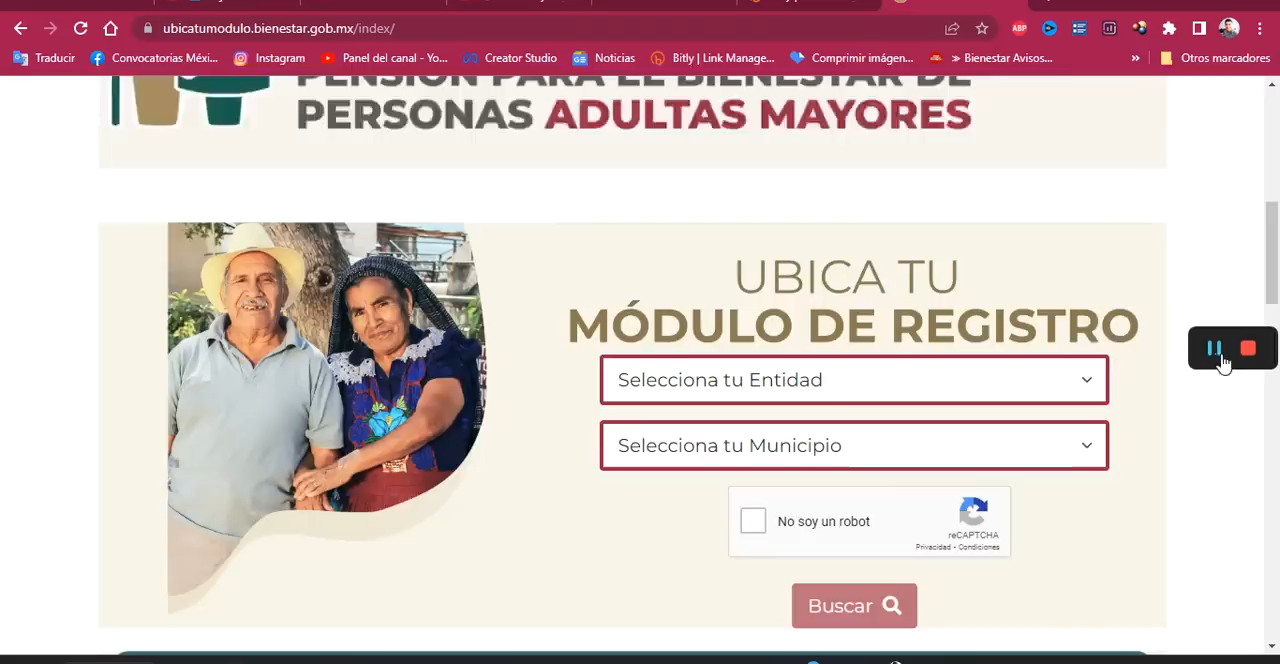 ubicatumodulo.bienestar.gob.mx/index/
ABP
Traducir
Convocatorias Méxi...
Instagram
Panel del canal - Yo...
Creator Studio
Noticias
Bitly | Link Manage...
Comprimir imágen...
» Bienestar Avisos...
»
Otros marcadores
PENSIÓN PARA EL BIENESTAR DE
PERSONAS ADULTAS MAYORES
UBICA TU
MÓDULO DE REGISTRO
Selecciona tu Entidad
Selecciona tu Municipio
No soy un robot
reCAPTCHA
Privacidad - Condiciones
Buscar